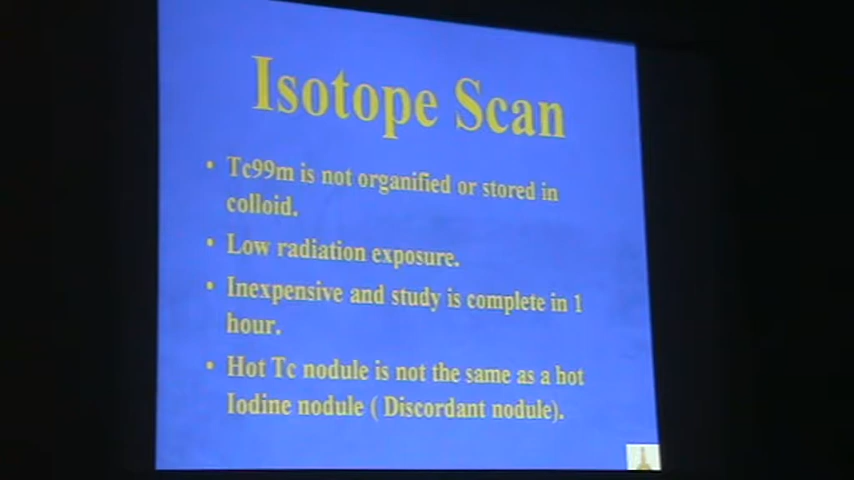 Isotope Scan
• Tc99m is not organified or stored in
colloid.
• Low radiation exposure.
• Inexpensive and study is complete in 1
hour.
• Hot Tc nodule is not the same as a hot
Iodine nodule ( Discordant nodule).